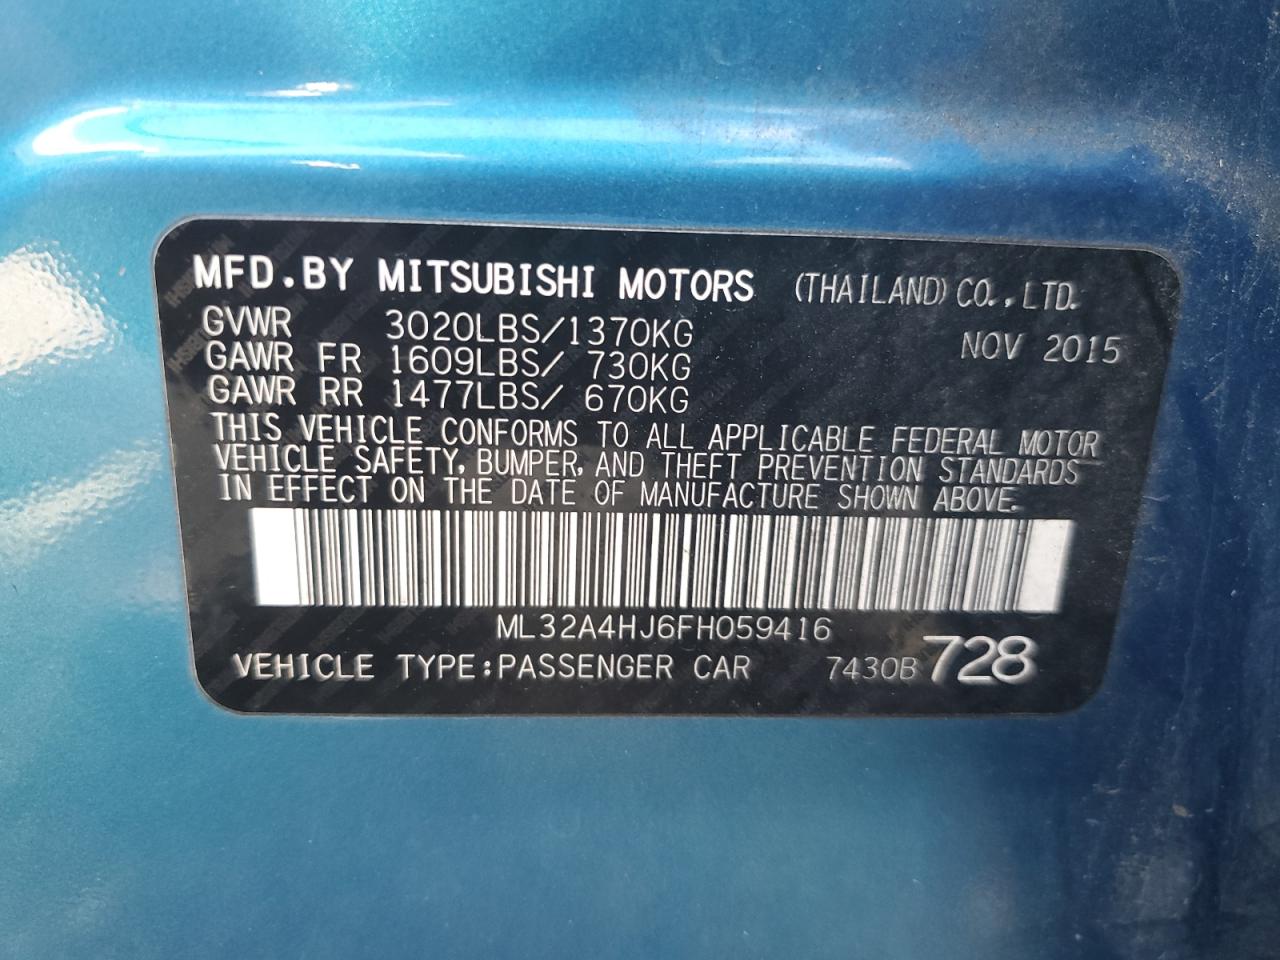 MFD.BY MITSUBISHI MOTORS (THAILAND) CO.,LTD.
GVWR 3020LBS/1370KG NOV 2015
GAWR FR 1609LBS/ 730KG
GAWR RR 1477LBS/ 670KG
THIS VEHICLE CONFORMS TO ALL APPLICABLE FEDERAL MOTOR
VEHICLE SAFETY, BUMPER, AND THEFT PREVENTION STANDARDS
IN EFFECT ON THE DATE OF MANUFACTURE SHOWN ABOVE.
ML32A4HJ6FH059416
VEHICLE TYPE:PASSENGER CAR 7430B 728